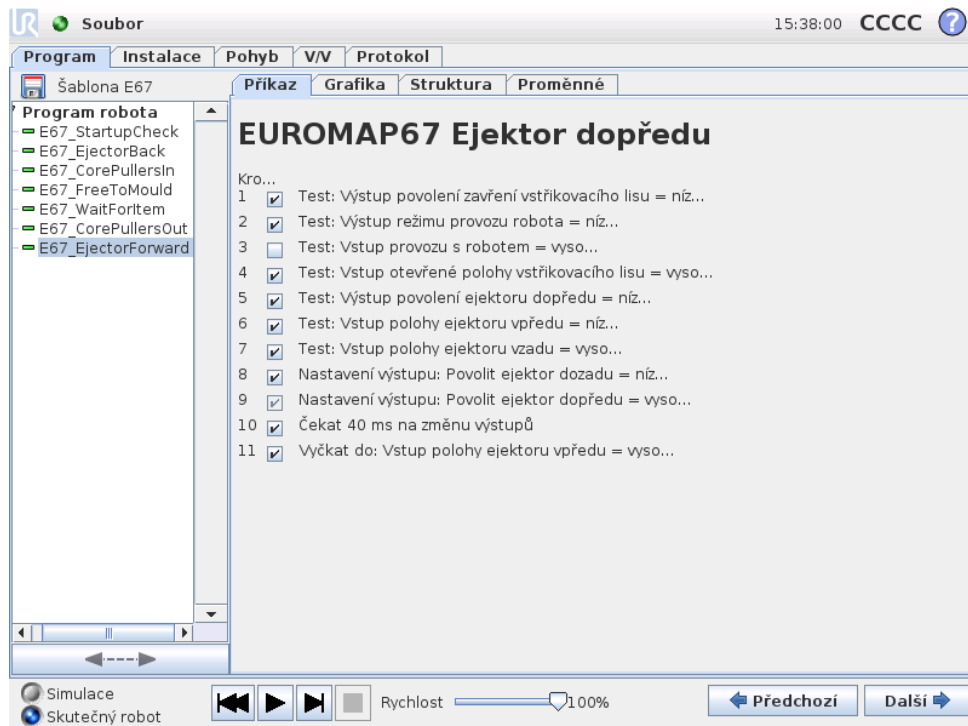 UR Soubor 15:38:00 CCCC ?
Program Instalace Pohyb V/V Protokol
Šablona E67
Příkaz Grafika Struktura Proměnné
Program robota
E67_StartupCheck
E67_EjectorBack
E67_CorePullersIn
E67_FreeToMould
E67_WaitForItem
E67_CorePullersOut
E67_EjectorForward
EUROMAP67 Ejektor dopředu
Kro...
1 Test: Výstup povolení zavření vstřikovacího lisu = níz...
2 Test: Výstup režimu provozu robota = níz...
3 Test: Vstup provozu s robotem = vyso...
4 Test: Vstup otevřené polohy vstřikovacího lisu = vyso...
5 Test: Výstup povolení ejektoru dopředu = níz...
6 Test: Vstup polohy ejektoru vpředu = níz...
7 Test: Vstup polohy ejektoru vzadu = vyso...
8 Nastavení výstupu: Povolit ejektor dozadu = níz...
9 Nastavení výstupu: Povolit ejektor dopředu = vyso...
10 Čekat 40 ms na změnu výstupů
11 Vyčkat do: Vstup polohy ejektoru vpředu = vyso...
Simulace
Skutečný robot
Rychlost 100%
Předchozí Další